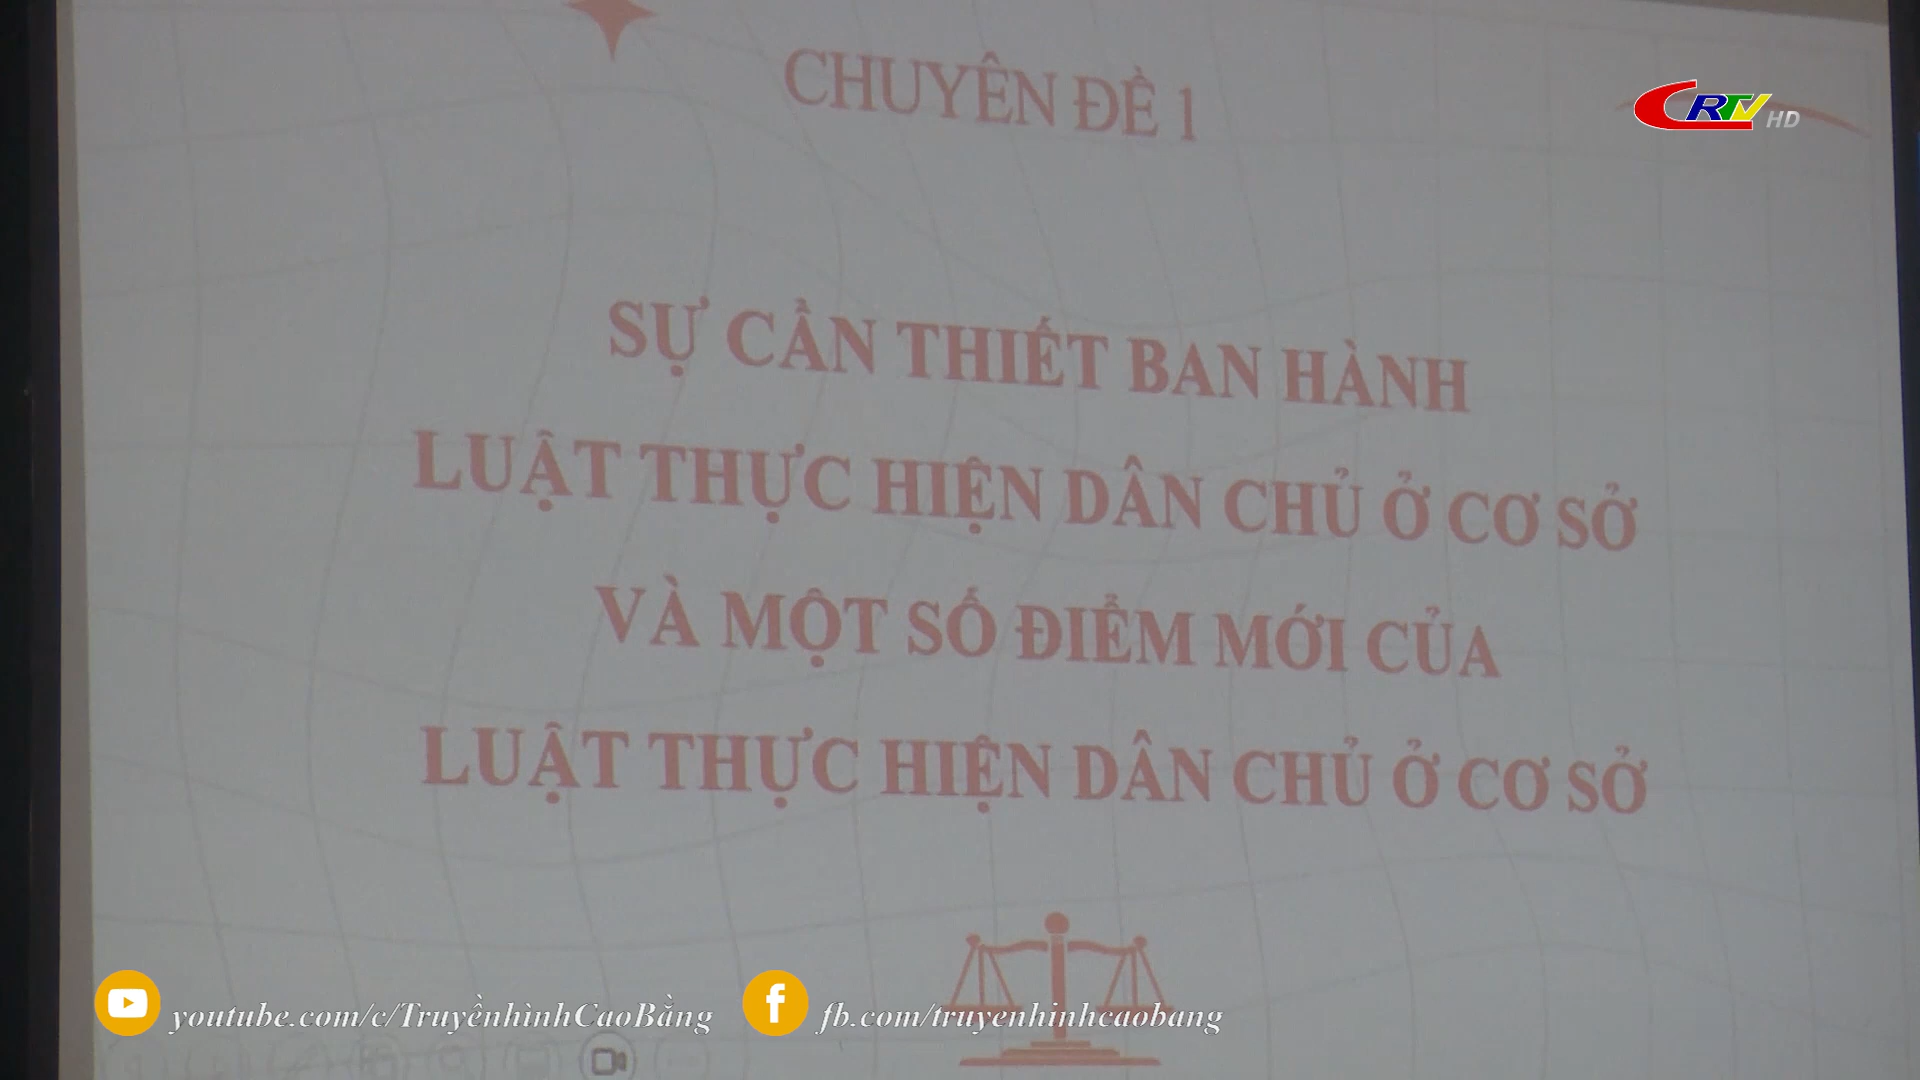 CHUYÊN ĐỀ 1
CRTV HD
SỰ CẦN THIẾT BAN HÀNH
LUẬT THỰC HIỆN DÂN CHỦ Ở CƠ SỞ
VÀ MỘT SỐ ĐIỂM MỚI CỦA
LUẬT THỰC HIỆN DÂN CHỦ Ở CƠ SỞ
youtube.com/c/TruyềnhìnhCaoBằng
fb.com/truyenhinhcaobang